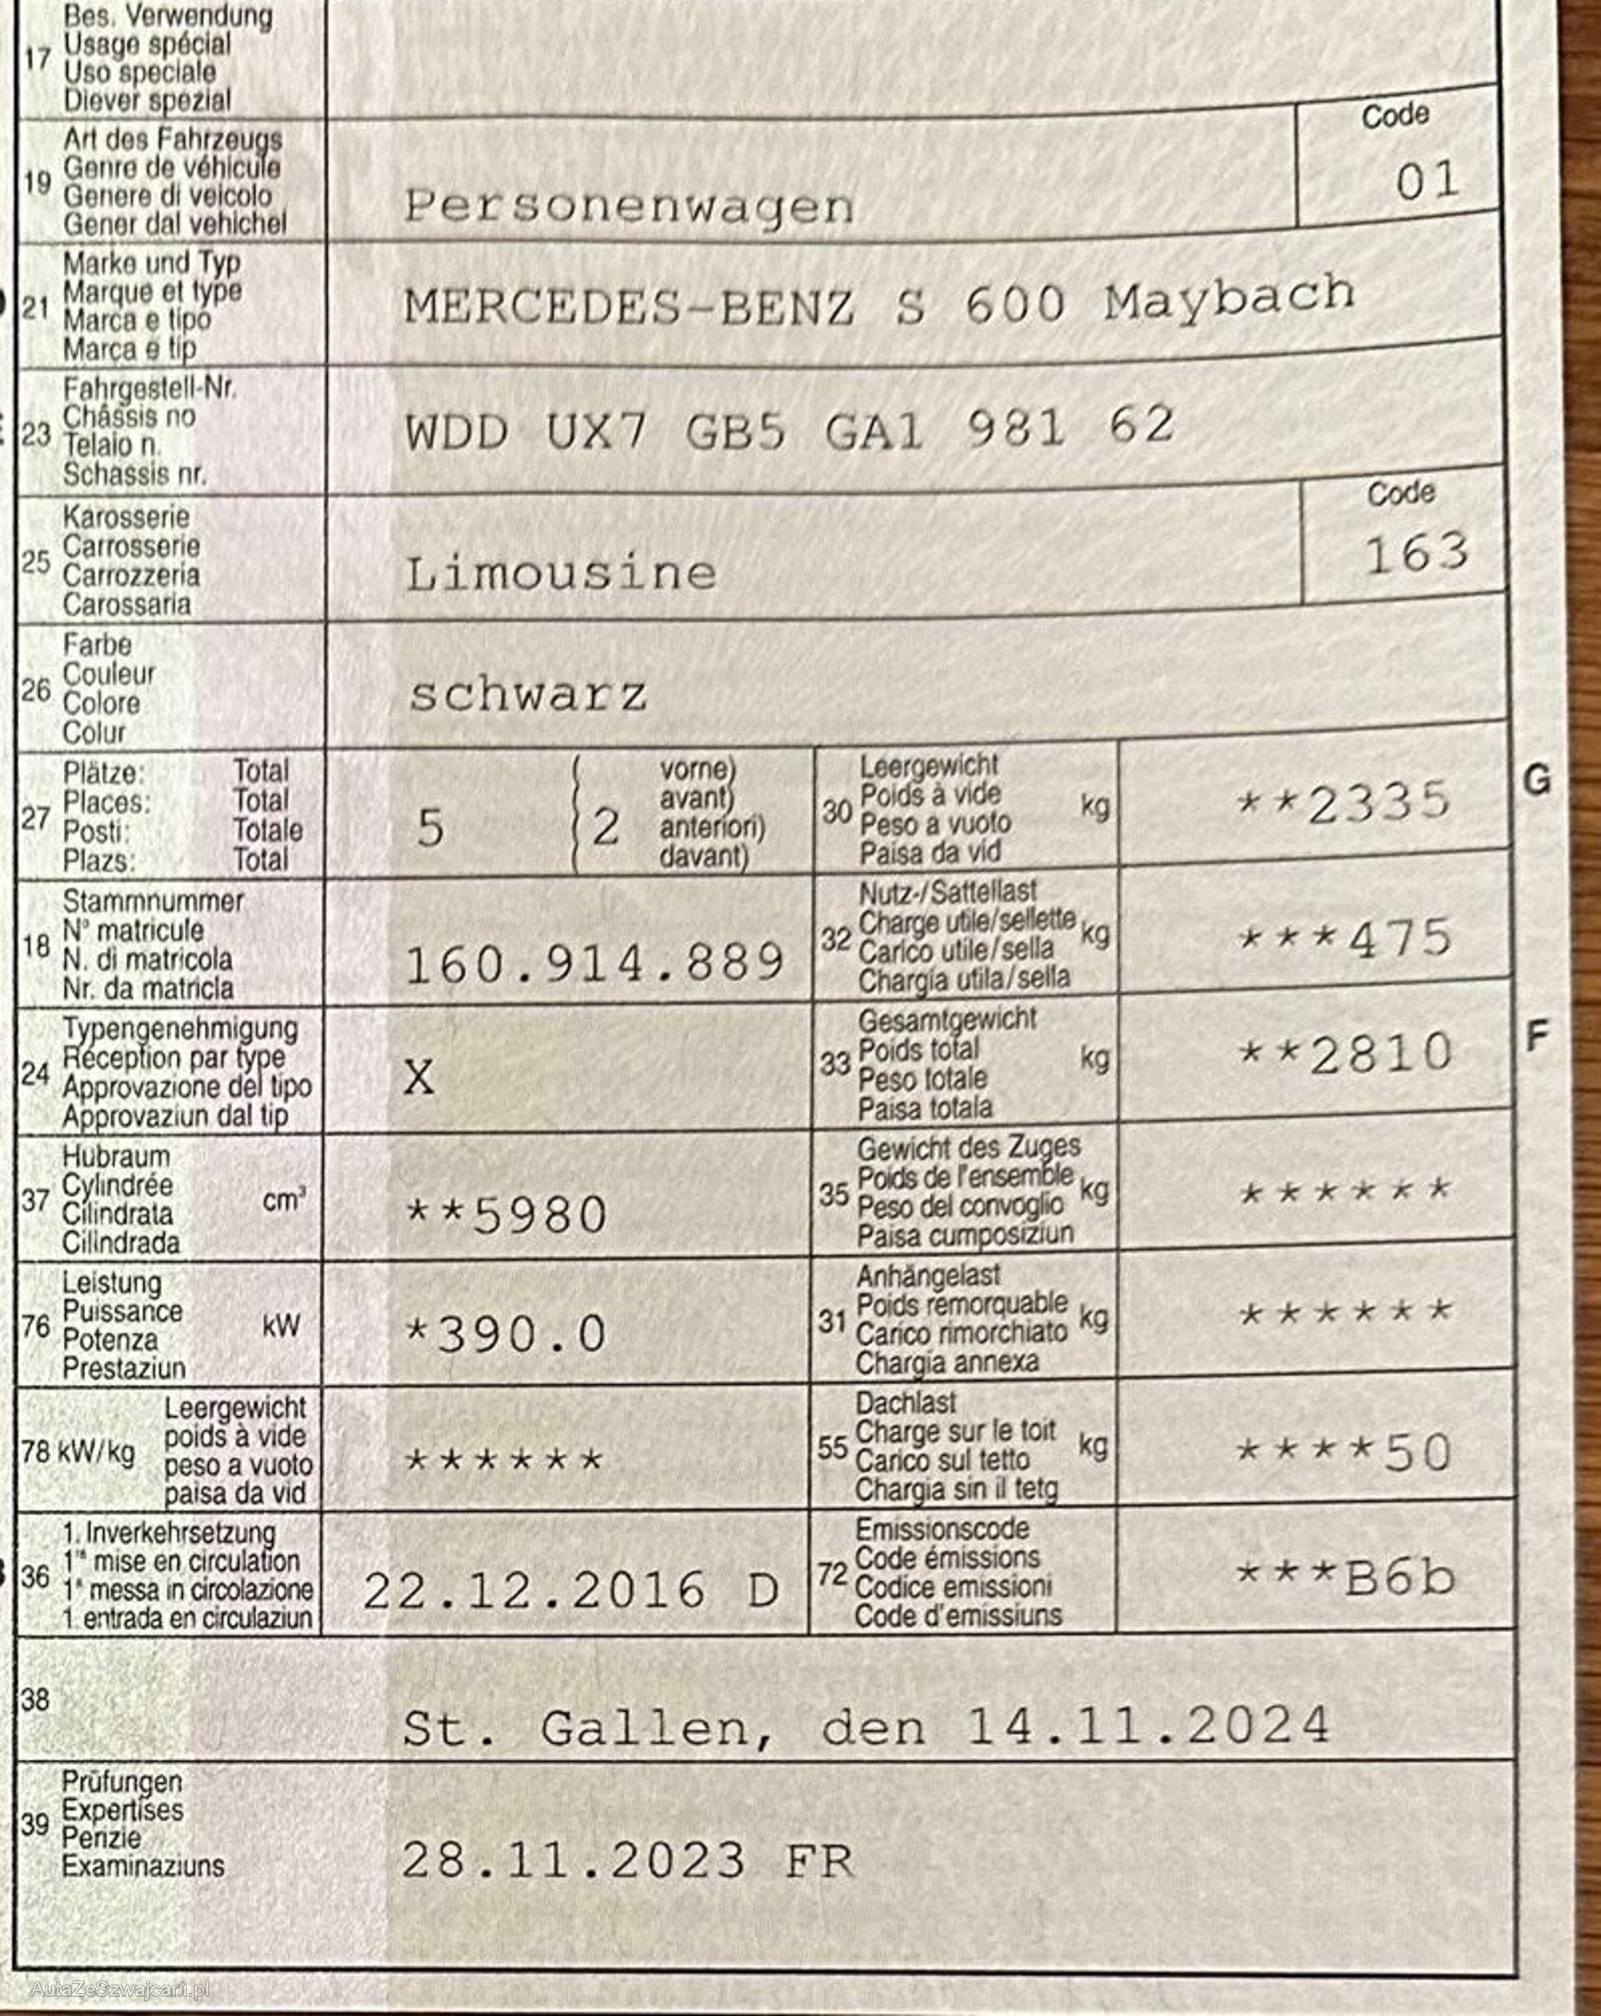 17 Bes. Verwendung
Usage spécial
Uso speciale
Diever spezial
19 Art des Fahrzeugs
Genre de véhicule
Genere di veicolo
Gener dal vehichel
Personenwagen
Code
01
21 Marke und Typ
Marque et type
Marca e tipo
Marca e tip
MERCEDES-BENZ S 600 Maybach
23 Fahrgestell-Nr.
Châssis no
Telaio n.
Schassis nr.
WDD UX7 GB5 GA1 981 62
25 Karosserie
Carrosserie
Carrozzeria
Carossaria
Limousine
Code
163
26 Farbe
Couleur
Colore
Colur
schwarz
27 Plätze: Total
Places: Total
Posti: Totale
Plazs: Total
5 2
vorne)
avant)
anteriori)
davant)
30 Leergewicht
Poids à vide
Peso a vuoto
Paisa da vid
kg
**2335
G
18 Stammnummer
N° matricule
N. di matricola
Nr. da matricla
160.914.889
32 Nutz-/Sattellast
Charge utile/sellette
Carico utile/sella
Chargia utila/sella
kg
***475
24 Typengenehmigung
Réception par type
Approvazione del tipo
Approvaziun dal tip
X
33 Gesamtgewicht
Poids total
Peso totale
Paisa totala
kg
**2810
F
37 Hubraum
Cylindrée
Cilindrata
Cilindrada
cm³
**5980
35 Gewicht des Zuges
Poids de l'ensemble
Peso del convoglio
Paisa cumposiziun
kg
******
76 Leistung
Puissance
Potenza
Prestaziun
kW
*390.0
31 Anhängelast
Poids remorquable
Carico rimorchiato
Chargia annexa
kg
******
78 kW/kg
Leergewicht
poids à vide
peso a vuoto
paisa da vid
******
55 Dachlast
Charge sur le toit
Carico sul tetto
Chargia sin il tetg
kg
****50
36 1. Inverkehrsetzung
1re mise en circulation
1a messa in circolazione
1. entrada en circulaziun
22.12.2016 D
72 Emissionscode
Code émissions
Codice emissioni
Code d'emissiuns
***B6b
38
St. Gallen, den 14.11.2024
39 Prüfungen
Expertises
Perizie
Examinaziuns
28.11.2023 FR
AutaZeSzwajcarii.pl